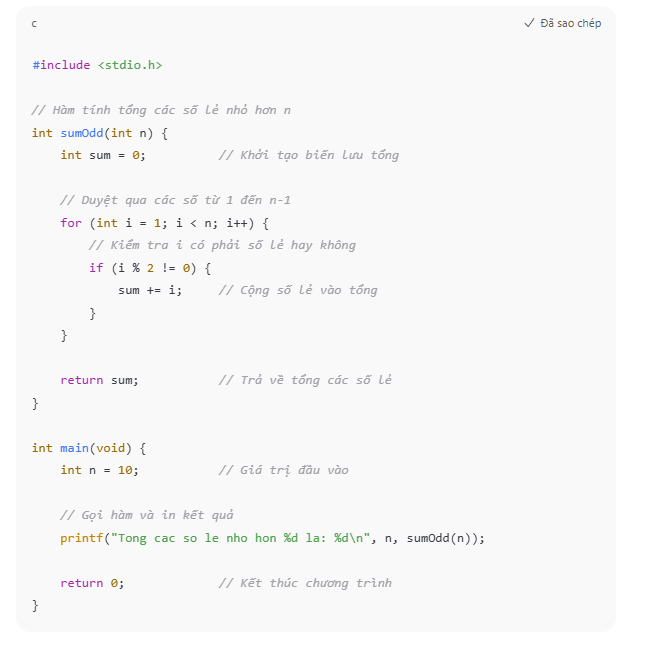 c
Đã sao chép
#include <stdio.h>
// Hàm tính tổng các số lẻ nhỏ hơn n
int sumOdd(int n) {
    int sum = 0;          // Khởi tạo biến lưu tổng
    // Duyệt qua các số từ 1 đến n-1
    for (int i = 1; i < n; i++) {
        // Kiểm tra i có phải số lẻ hay không
        if (i % 2 != 0) {
            sum += i;     // Cộng số lẻ vào tổng
        }
    }
    return sum;           // Trả về tổng các số lẻ
}
int main(void) {
    int n = 10;           // Giá trị đầu vào
    // Gọi hàm và in kết quả
    printf("Tong cac so le nho hon %d la: %d\n", n, sumOdd(n));
    return 0;             // Kết thúc chương trình
}